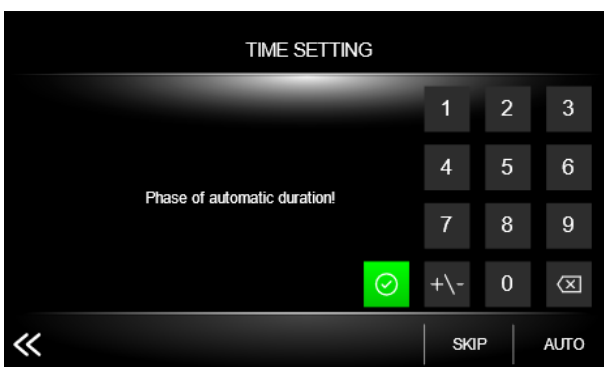 TIME SETTING
1 2 3
4 5 6
Phase of automatic duration!
7 8 9
+\- 0
SKIP AUTO